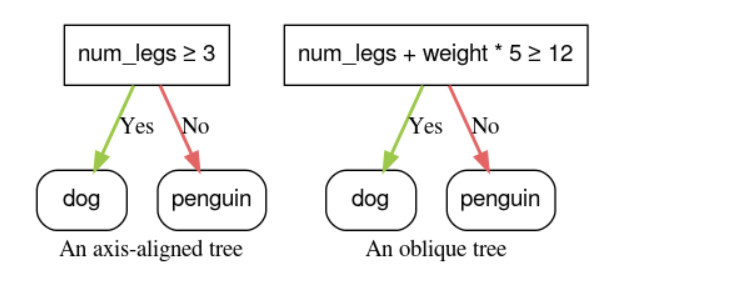 num_legs ≥ 3
Yes
No
dog
penguin
An axis-aligned tree
num_legs + weight * 5 ≥ 12
Yes
No
dog
penguin
An oblique tree